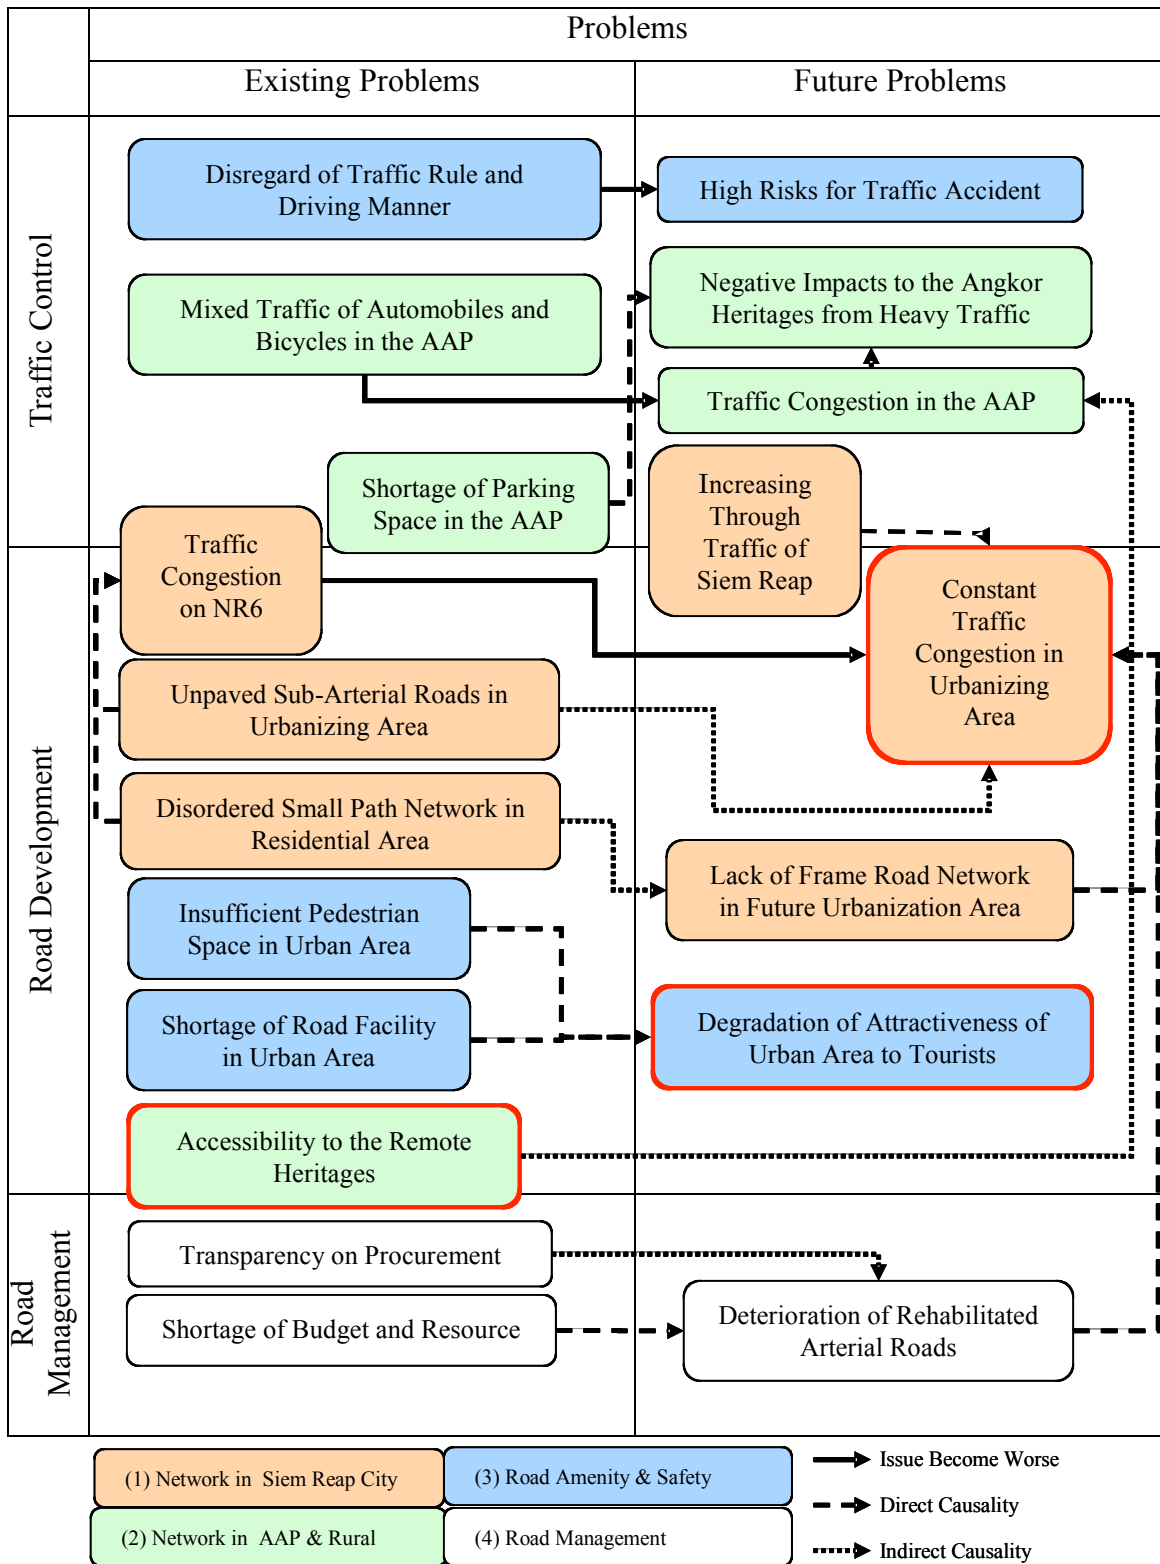 Problems
Existing Problems
Future Problems
Traffic Control
Disregard of Traffic Rule and
Driving Manner
High Risks for Traffic Accident
Mixed Traffic of Automobiles and
Bicycles in the AAP
Negative Impacts to the Angkor
Heritages from Heavy Traffic
Traffic Congestion in the AAP
Shortage of Parking
Space in the AAP
Increasing
Through
Traffic of
Siem Reap
Road Development
Traffic
Congestion
on NR6
Constant
Traffic
Congestion in
Urbanizing
Area
Unpaved Sub-Arterial Roads in
Urbanizing Area
Disordered Small Path Network in
Residential Area
Lack of Frame Road Network
in Future Urbanization Area
Insufficient Pedestrian
Space in Urban Area
Shortage of Road Facility
in Urban Area
Degradation of Attractiveness of
Urban Area to Tourists
Accessibility to the Remote
Heritages
Road
Management
Transparency on Procurement
Shortage of Budget and Resource
Deterioration of Rehabilitated
Arterial Roads
(1) Network in Siem Reap City
(3) Road Amenity & Safety
Issue Become Worse
Direct Causality
(2) Network in AAP & Rural
(4) Road Management
Indirect Causality